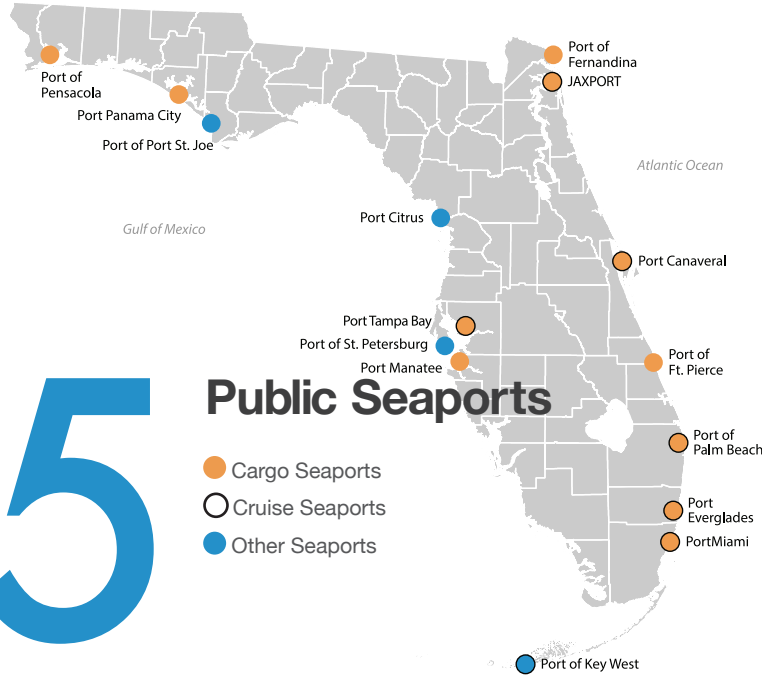 Port of
Fernandina
JAXPORT
Port of
Pensacola
Port Panama City
Port of Port St. Joe
Atlantic Ocean
Gulf of Mexico
Port Citrus
Port Canaveral
Port Tampa Bay
Port of St. Petersburg
Port Manatee
Port of
Ft. Pierce
5
Public Seaports
Cargo Seaports
Cruise Seaports
Other Seaports
Port of
Palm Beach
Port
Everglades
PortMiami
Port of Key West